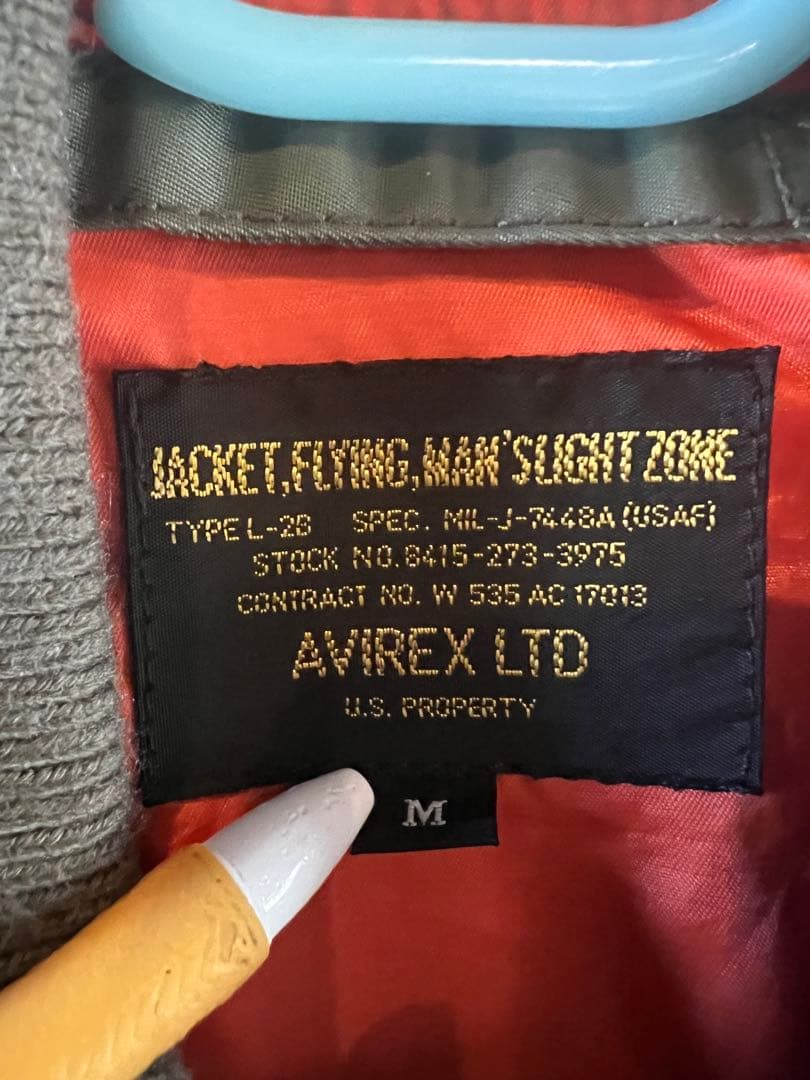 JACKET,FLYING,MAN'S LIGHT ZONE
TYPE L-2B SPEC. MIL-J-7448A (USAF)
STOCK NO. 8415-273-3975
CONTRACT NO. W 535 AC 17013
AVIREX LTD
U.S. PROPERTY
M